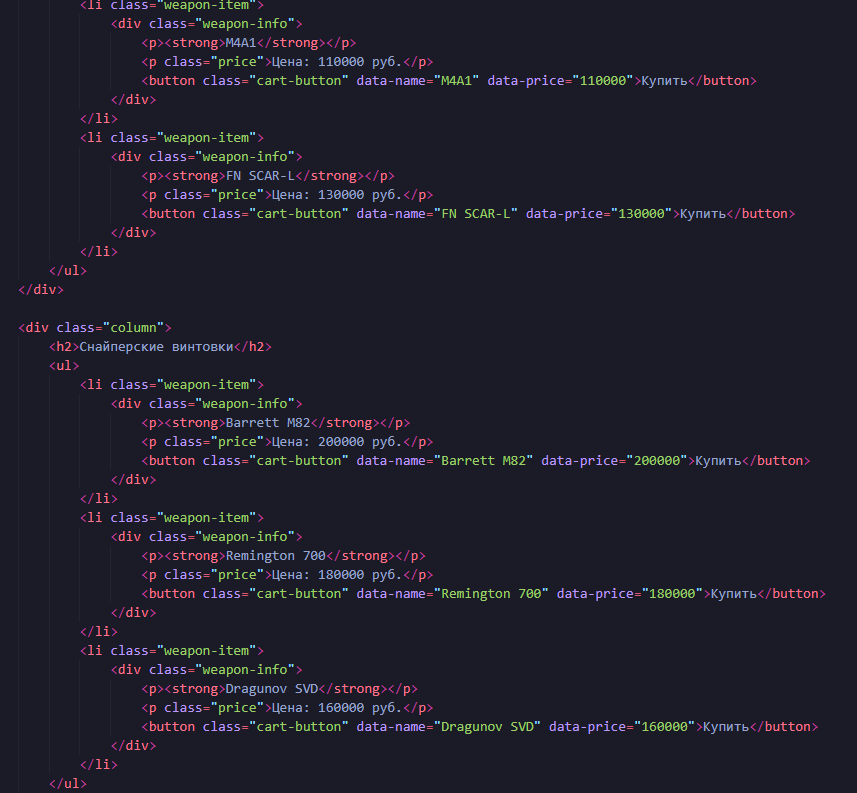 <li class="weapon-item">
<div class="weapon-info">
<p><strong>M4A1</strong></p>
<p class="price">Цена: 110000 руб.</p>
<button class="cart-button" data-name="M4A1" data-price="110000">Купить</button>
</div>
</li>
<li class="weapon-item">
<div class="weapon-info">
<p><strong>FN SCAR-L</strong></p>
<p class="price">Цена: 130000 руб.</p>
<button class="cart-button" data-name="FN SCAR-L" data-price="130000">Купить</button>
</div>
</li>
</ul>
</div>
<div class="column">
<h2>Снайперские винтовки</h2>
<ul>
<li class="weapon-item">
<div class="weapon-info">
<p><strong>Barrett M82</strong></p>
<p class="price">Цена: 200000 руб.</p>
<button class="cart-button" data-name="Barrett M82" data-price="200000">Купить</button>
</div>
</li>
<li class="weapon-item">
<div class="weapon-info">
<p><strong>Remington 700</strong></p>
<p class="price">Цена: 180000 руб.</p>
<button class="cart-button" data-name="Remington 700" data-price="180000">Купить</button>
</div>
</li>
<li class="weapon-item">
<div class="weapon-info">
<p><strong>Dragunov SVD</strong></p>
<p class="price">Цена: 160000 руб.</p>
<button class="cart-button" data-name="Dragunov SVD" data-price="160000">Купить</button>
</div>
</li>
</ul>